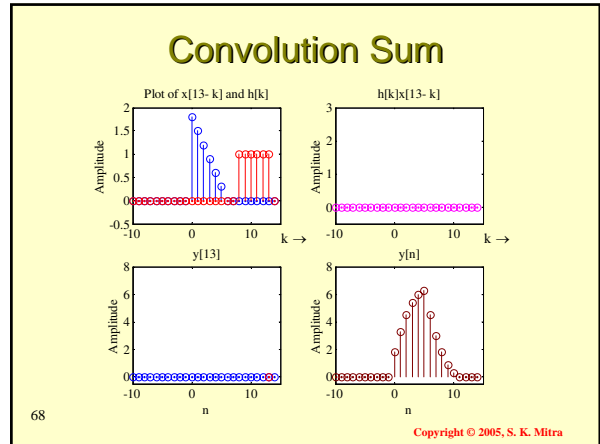 Convolution Sum
Plot of x[13- k] and h[k]
2
1.5
1
0.5
0
-0.5
Amplitude
-10
0
10
k →
h[k]x[13- k]
3
2
1
0
Amplitude
-10
0
10
k →
y[13]
8
6
4
2
0
Amplitude
-10
0
10
n
y[n]
8
6
4
2
0
Amplitude
-10
0
10
n
68
Copyright © 2005, S. K. Mitra